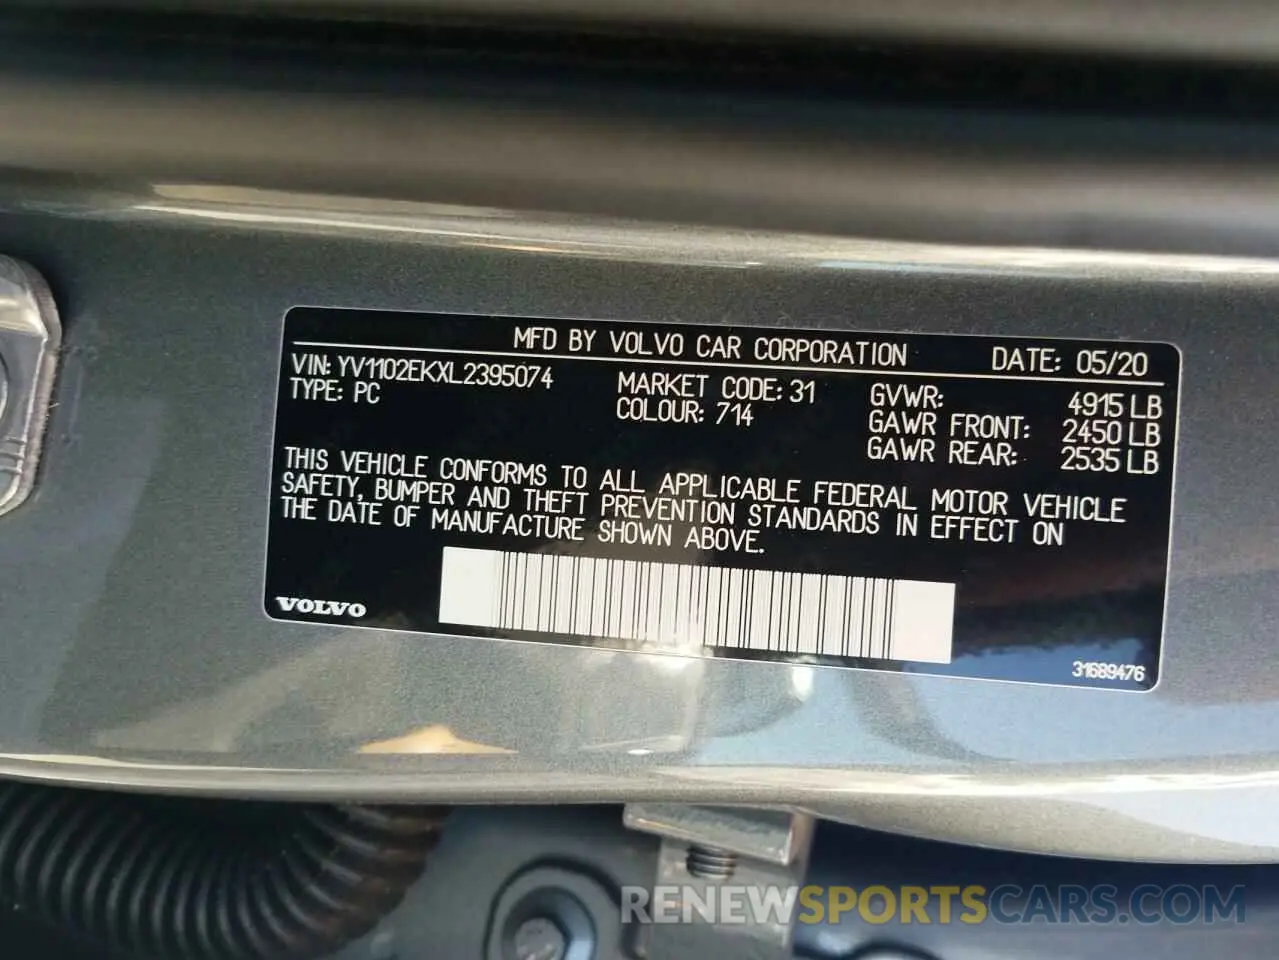 MFD BY VOLVO CAR CORPORATION DATE: 05/20
VIN: YV1102EKXL2395074 MARKET CODE: 31 GVWR: 4915 LB
TYPE: PC COLOUR: 714 GAWR FRONT: 2450 LB
GAWR REAR: 2535 LB
THIS VEHICLE CONFORMS TO ALL APPLICABLE FEDERAL MOTOR VEHICLE
SAFETY, BUMPER AND THEFT PREVENTION STANDARDS IN EFFECT ON
THE DATE OF MANUFACTURE SHOWN ABOVE.
VOLVO
31689476
RENEWSPORTSCARS.COM